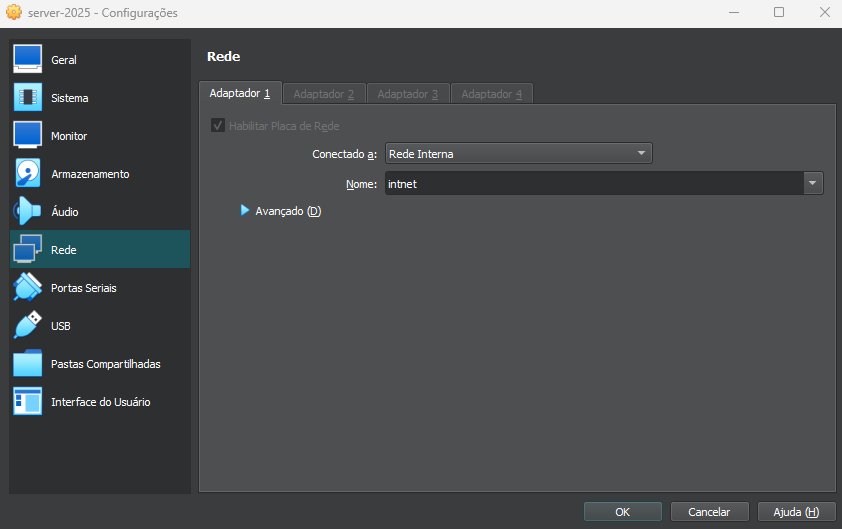 server-2025 - Configurações
Geral
Sistema
Monitor
Armazenamento
Áudio
Rede
Portas Seriais
USB
Pastas Compartilhadas
Interface do Usuário
Rede
Adaptador 1 Adaptador 2 Adaptador 3 Adaptador 4
Habilitar Placa de Rede
Conectado a: Rede Interna
Nome: intnet
Avançado (D)
OK Cancelar Ajuda (H)